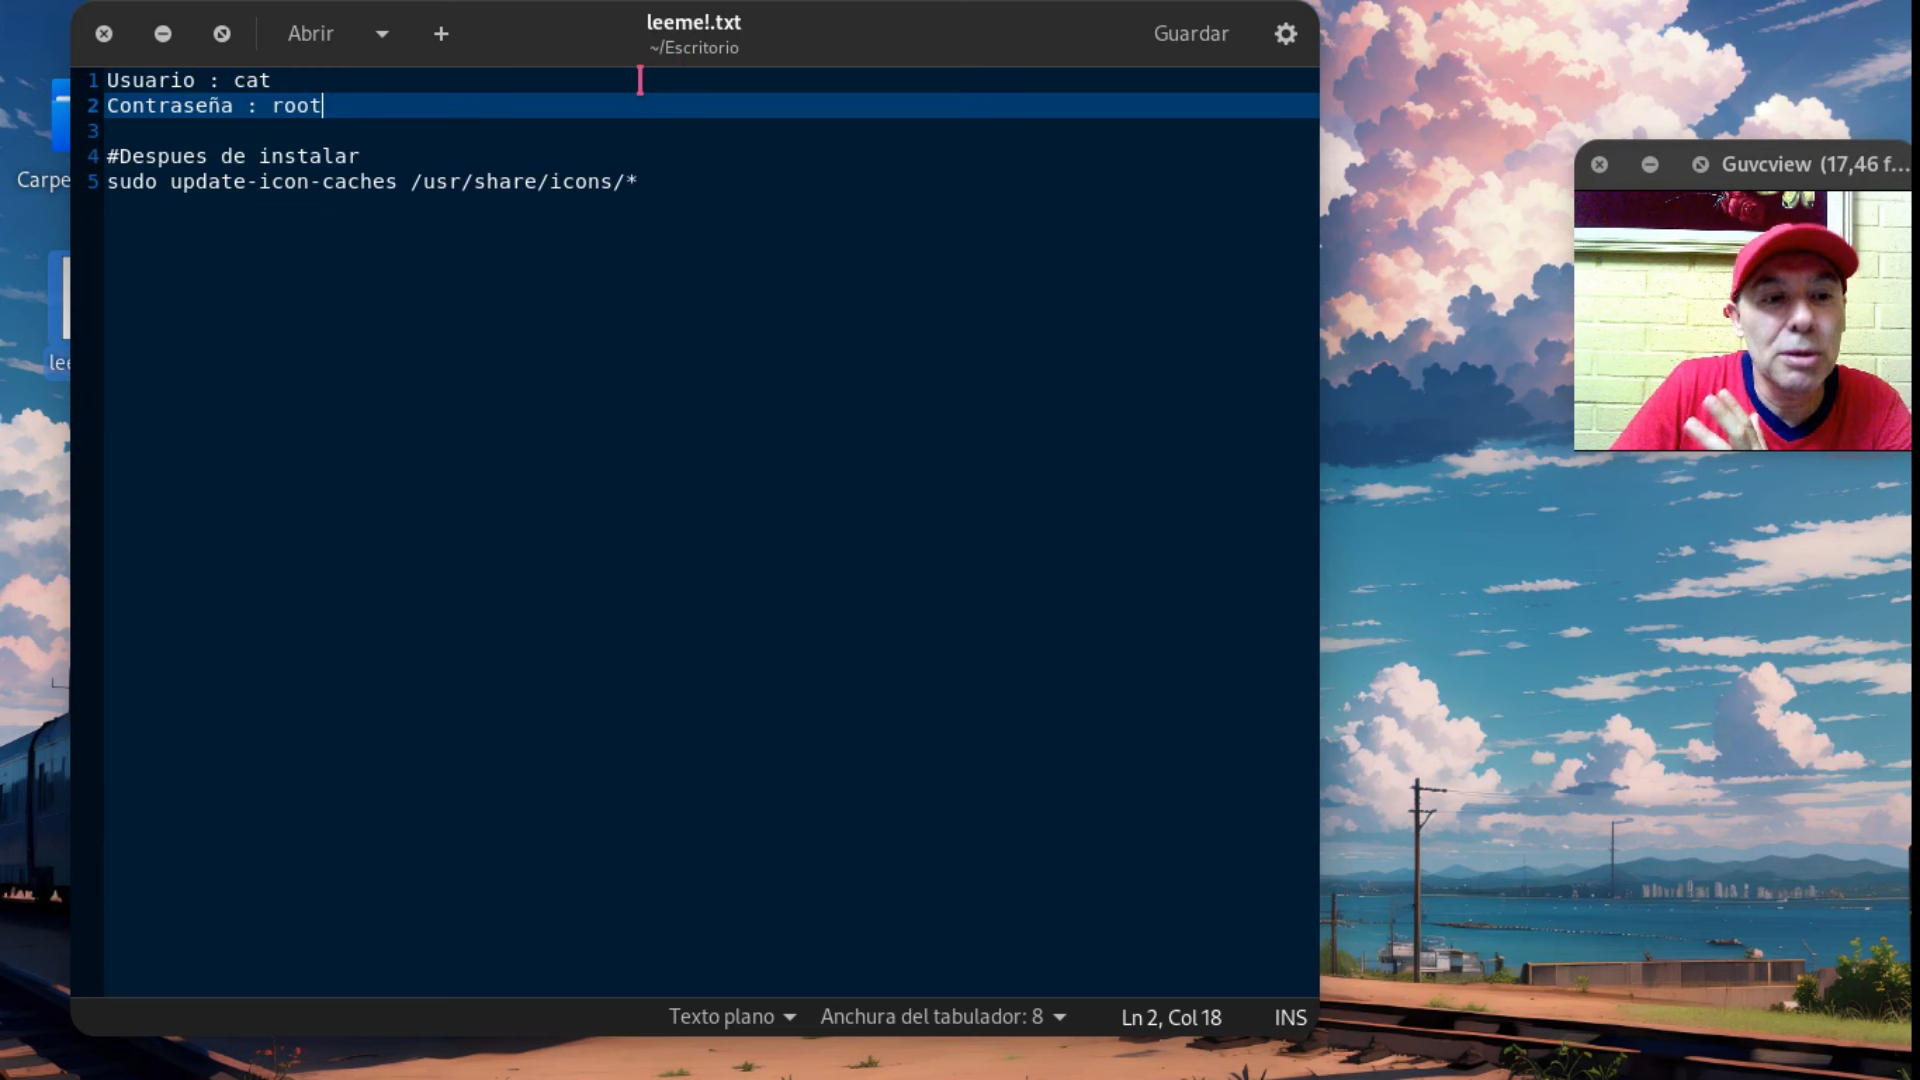 Abrir
leeme!.txt
~/Escritorio
Guardar
1 Usuario : cat
2 Contraseña : root
3
4 #Despues de instalar
5 sudo update-icon-caches /usr/share/icons/*
Carpe
lee
Guvcview (17,46 f...
Texto plano
Anchura del tabulador: 8
Ln 2, Col 18
INS